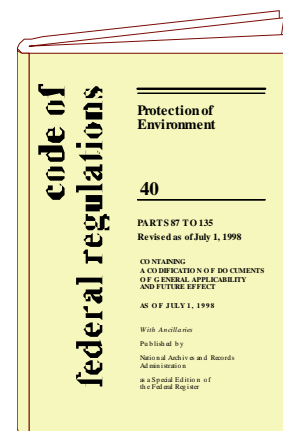 code of
federal regulations
Protection of
Environment
40
PARTS 87 TO 135
Revised as of July 1, 1998
CONTAINING
A CODIFICATION OF DOCUMENTS
OF GENERAL APPLICABILITY
AND FUTURE EFFECT
AS OF JULY 1, 1998
With Ancillaries
Published by
National Archives and Records
Administration
as a Special Edition of
the Federal Register